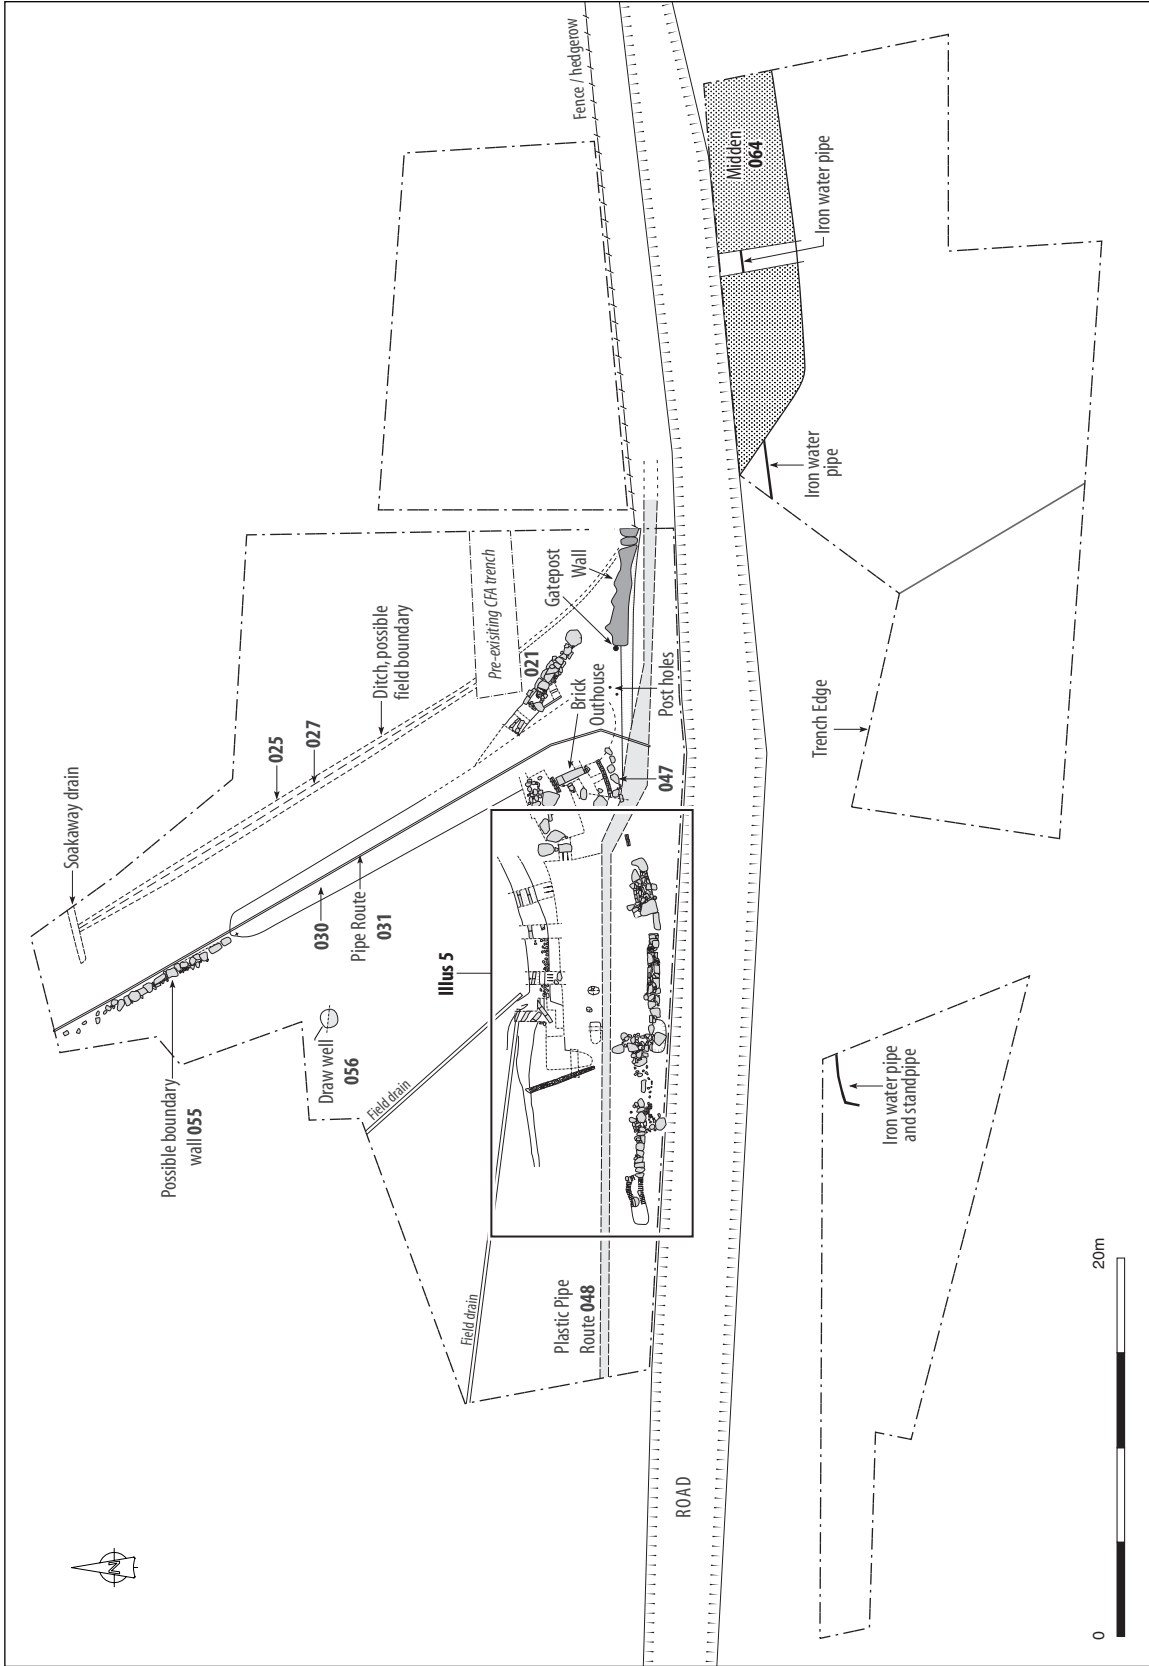 Soakaway drain
025
027
Ditch, possible
field boundary
Fence / hedgerow
030
Pipe Route
031
Possible boundary
wall 055
Draw well
056
Field drain
Field drain
Illus 5
Pre-exisiting CFA trench
021
Gatepost
Wall
Brick
Outhouse
Post holes
047
Plastic Pipe
Route 048
ROAD
Midden
064
Iron water pipe
Iron water
pipe
Trench Edge
Iron water pipe
and standpipe
N
0
20m